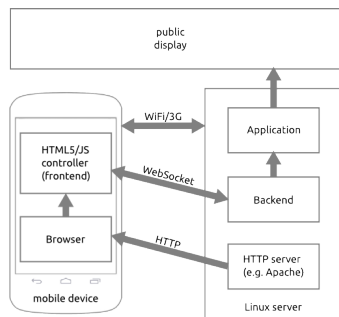 public
display
WiFi/3G
HTML5/JS
controller
(frontend)
Application
WebSocket
Backend
Browser
HTTP
HTTP server
(e.g. Apache)
mobile device
Linux server